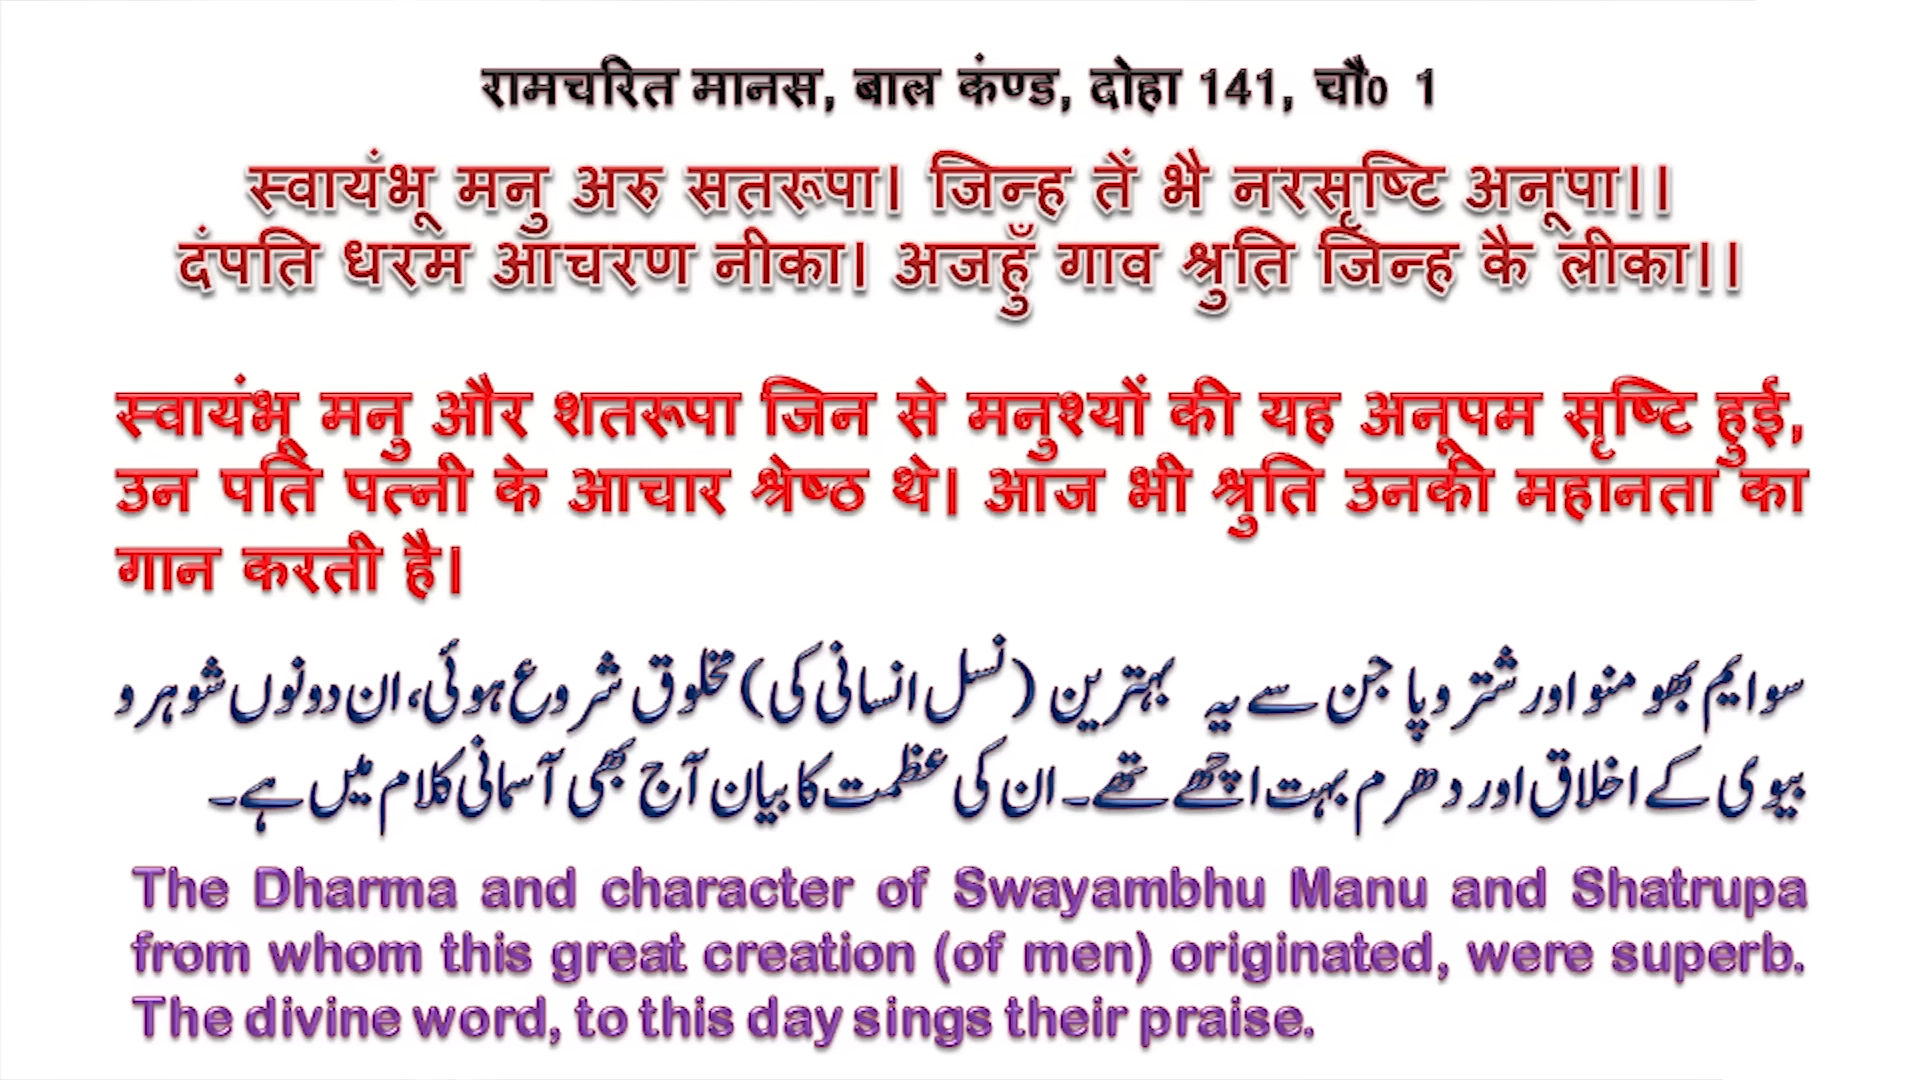 रामचरित मानस, बाल कंण्ड, दोहा 141, चौ0 1
स्वायंभू मनु अरु सतरूपा। जिन्ह तें भै नरसृष्टि अनूपा।।
दंपति धरम आचरण नीका। अजहुँ गाव श्रुति जिन्ह कै लीका।।
स्वायंभू मनु और शतरूपा जिन से मनुश्यों की यह अनूपम सृष्टि हुई,
उन पति पत्नी के आचार श्रेष्ठ थे। आज भी श्रुति उनकी महानता का
गान करती है।
سوایم بھو منو اور شتر وپا جن سے یہ بہترین (نسل انسانی کی) مخلوق شروع ہوئی، ان دونوں شوہر و
بیوی کے اخلاق اور دھرم بہت اچھے تھے۔ ان کی عظمت کا بیان آج بھی آسمانی کلام میں ہے۔
The Dharma and character of Swayambhu Manu and Shatrupa
from whom this great creation (of men) originated, were superb.
The divine word, to this day sings their praise.